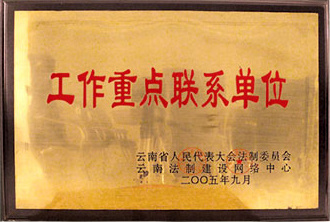 工作重点联系单位
云南省人民代表大会法制委员会
云南法制建设网络中心
二〇〇五年九月